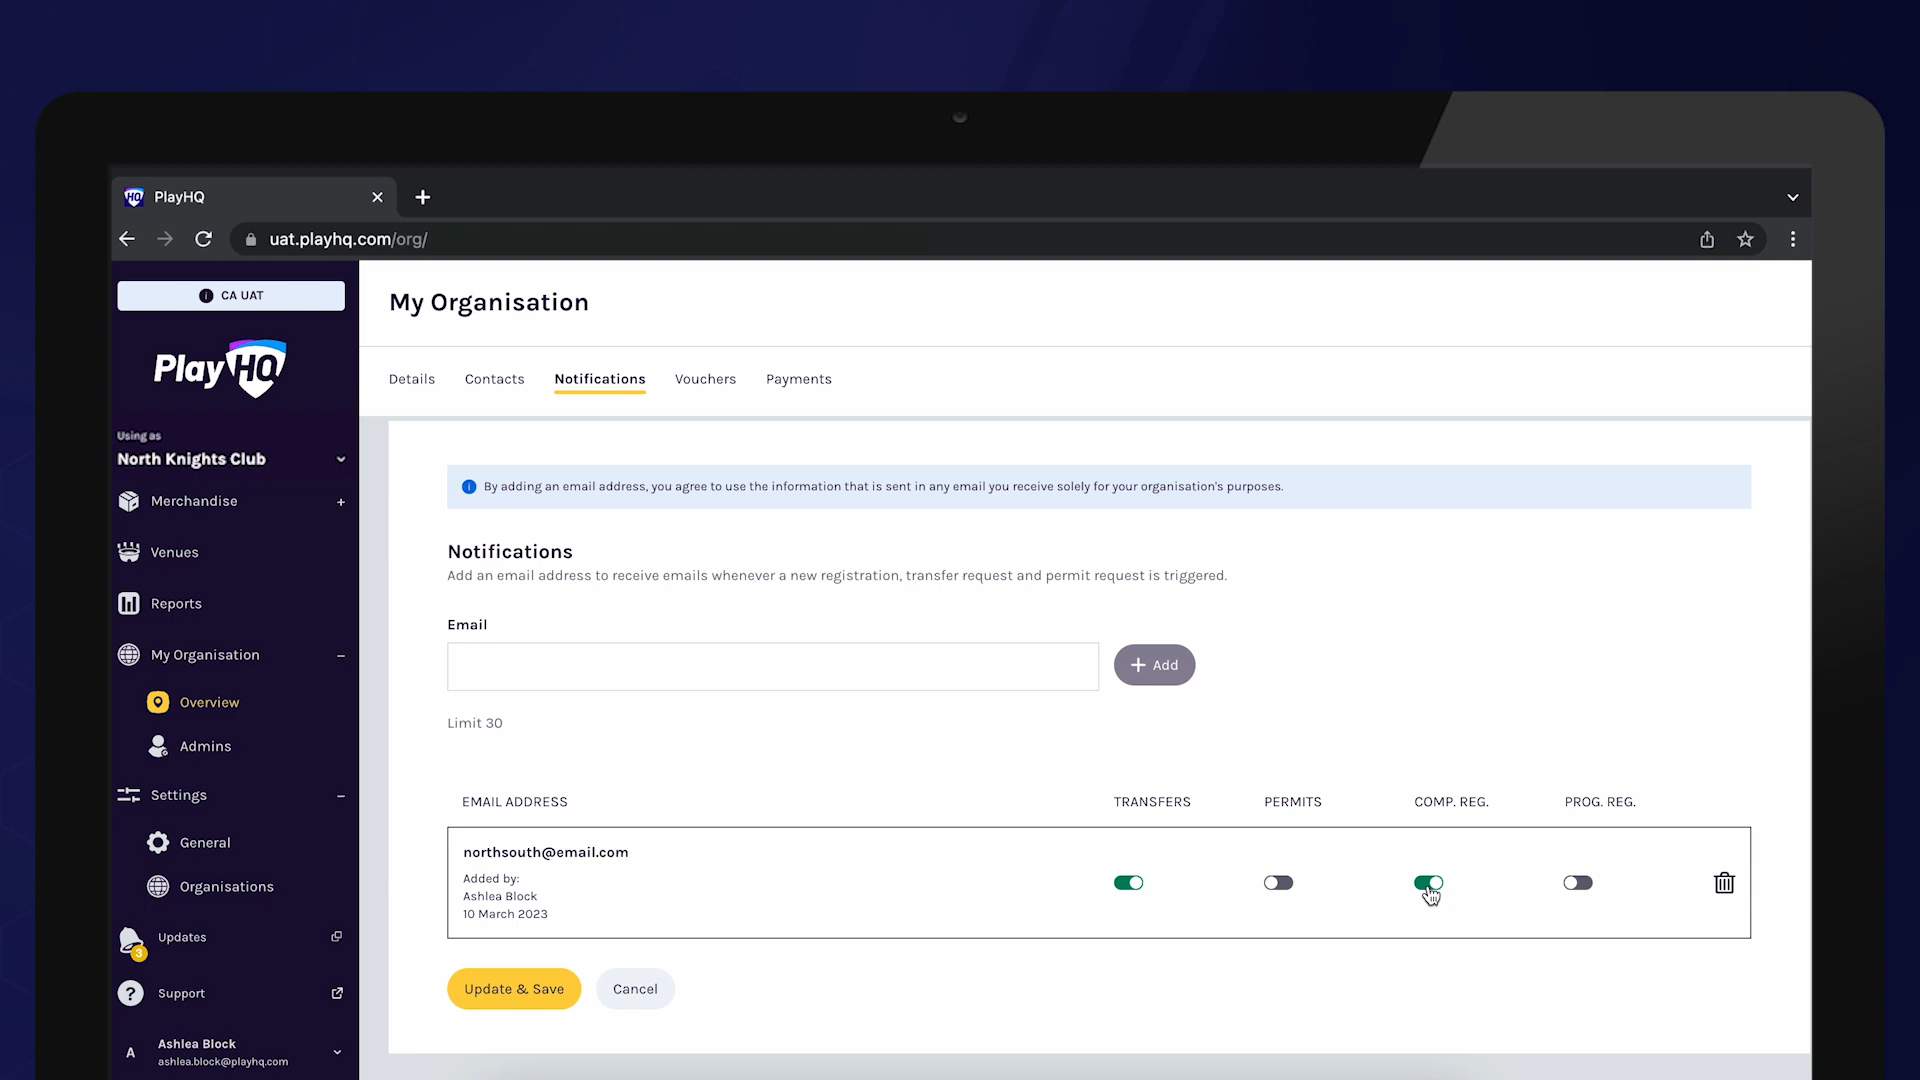 HQ PlayHQ
uat.playhq.com/org/
CA UAT
PlayHQ
Using as
North Knights Club
Merchandise
Venues
Reports
My Organisation
Overview
Admins
Settings
General
Organisations
3
Updates
? Support
A
Ashlea Block
ashlea.block@playhq.com
My Organisation
Details Contacts Notifications Vouchers Payments
By adding an email address, you agree to use the information that is sent in any email you receive solely for your organisation's purposes.
Notifications
Add an email address to receive emails whenever a new registration, transfer request and permit request is triggered.
Email
+ Add
Limit 30
EMAIL ADDRESS TRANSFERS PERMITS COMP. REG. PROG. REG.
northsouth@email.com
Added by:
Ashlea Block
10 March 2023
Update & Save Cancel